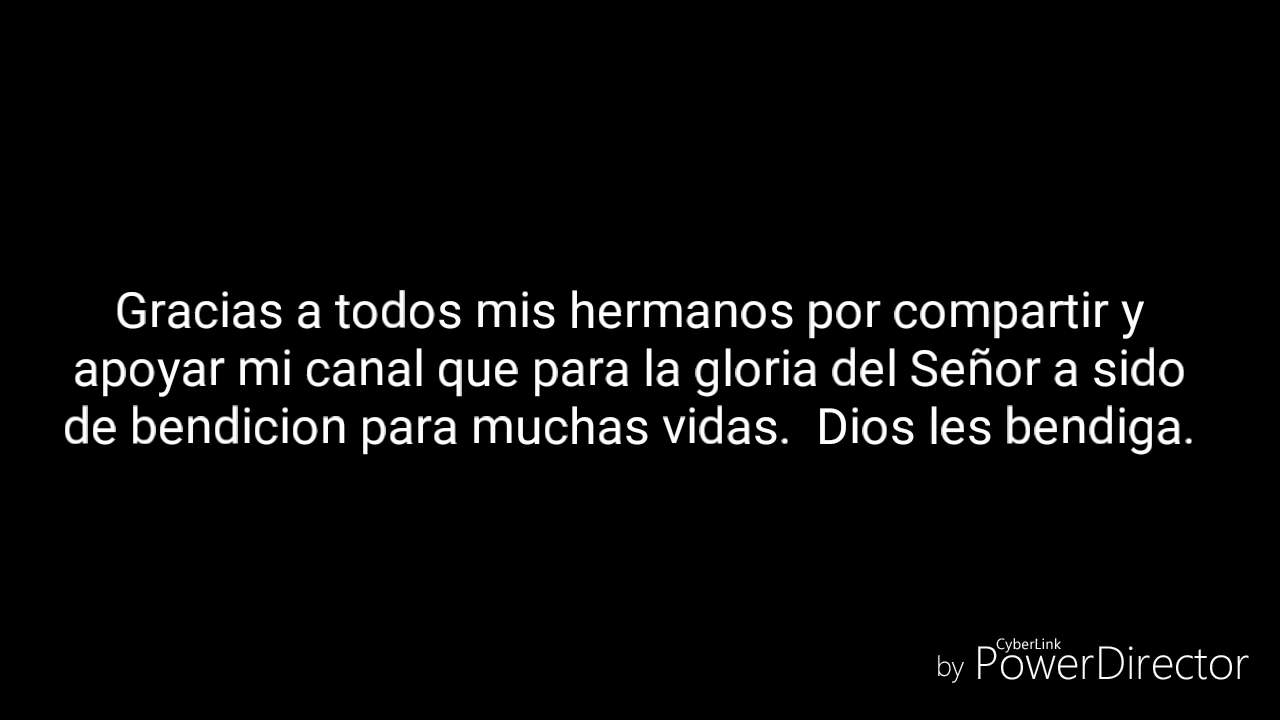 Gracias a todos mis hermanos por compartir y
apoyar mi canal que para la gloria del Señor a sido
de bendicion para muchas vidas.  Dios les bendiga.
CyberLink
by PowerDirector